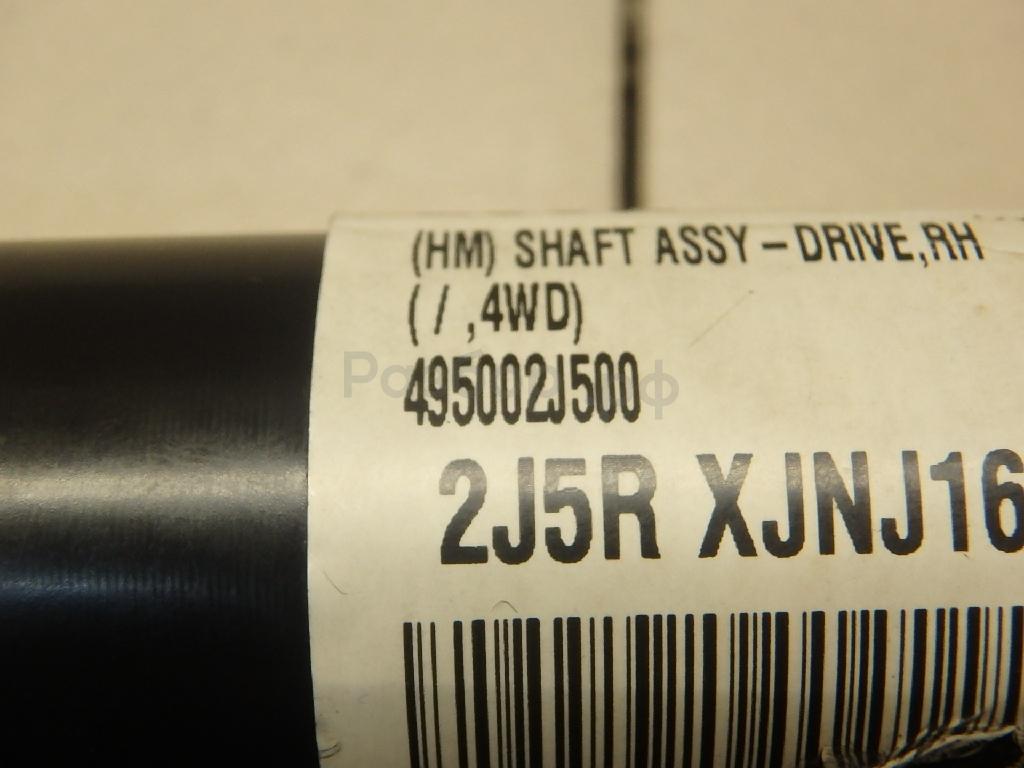 (HM) SHAFT ASSY – DRIVE,RH
( / ,4WD)
495002J500
2J5R XJNJ16